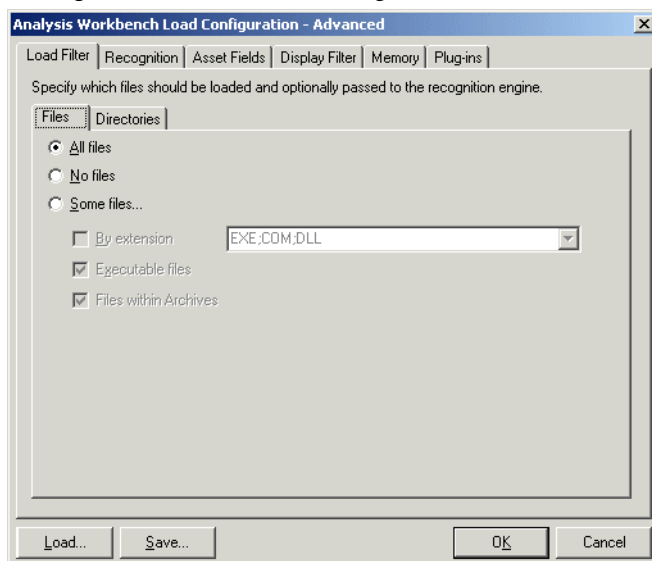 Analysis Workbench Load Configuration - Advanced
Load Filter Recognition Asset Fields Display Filter Memory Plug-ins
Specify which files should be loaded and optionally passed to the recognition engine.
Files Directories
All files
No files
Some files...
By extension EXE;COM;DLL
Executable files
Files within Archives
Load... Save... OK Cancel